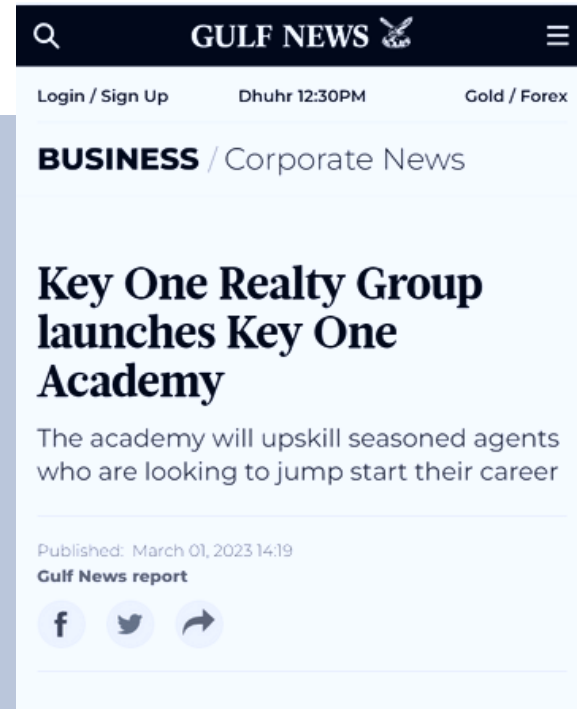 GULF NEWS
Login / Sign Up Dhuhr 12:30PM Gold / Forex
BUSINESS / Corporate News
Key One Realty Group
launches Key One
Academy
The academy will upskill seasoned agents
who are looking to jump start their career
Published: March 01, 2023 14:19
Gulf News report